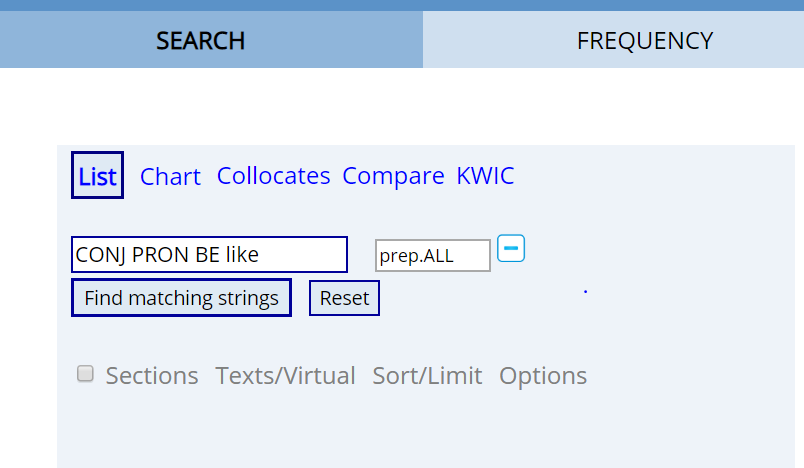 SEARCH FREQUENCY
List Chart Collocates Compare KWIC
CONJ PRON BE like prep.ALL
Find matching strings Reset
Sections Texts/Virtual Sort/Limit Options